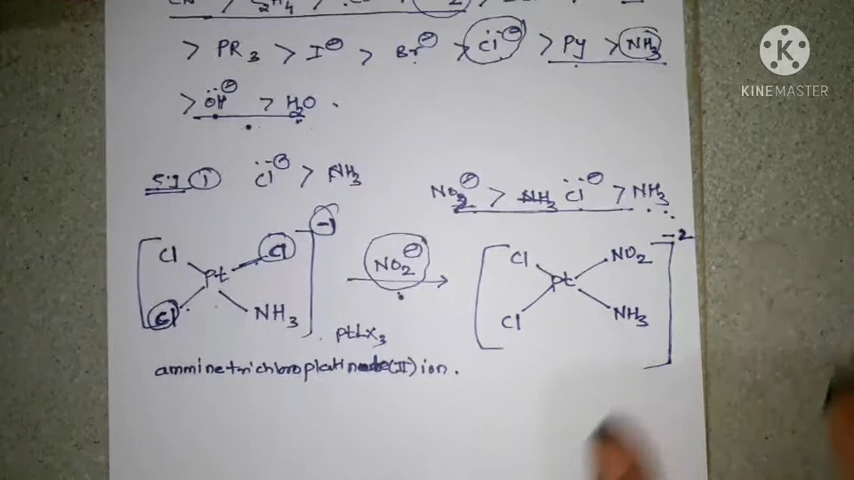 > PR3 > I⊖ > Br⊖ > Cl⊖ > Py > NH3
> OH⊖ > H2O .
KINEMASTER
e.g ① Cl⊖ > NH3
NO2⊖ > NH3 Cl⊖ > NH3
[ Cl Cl Pt Cl NH3 ] -1
NO2⊖ →
[ Cl NO2 Pt Cl NH3 ] -2
PtLX3
amminetrichloroplatinate(II) ion .